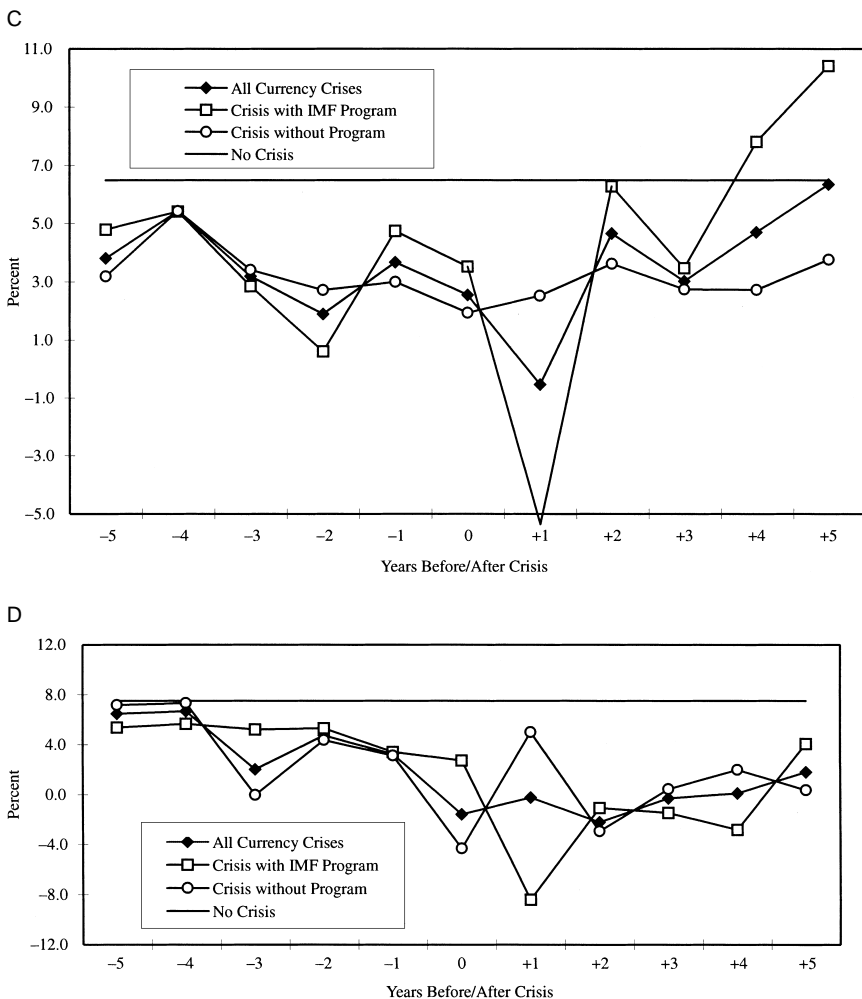 C
11.0
All Currency Crises
9.0
Crisis with IMF Program
Crisis without Program
No Crisis
7.0
5.0
Percent
3.0
1.0
–1.0
–3.0
–5.0
–5 –4 –3 –2 –1 0 +1 +2 +3 +4 +5
Years Before/After Crisis
D
12.0
8.0
4.0
Percent
0.0
All Currency Crises
–4.0
Crisis with IMF Program
Crisis without Program
–8.0
No Crisis
–12.0
–5 –4 –3 –2 –1 0 +1 +2 +3 +4 +5
Years Before/After Crisis